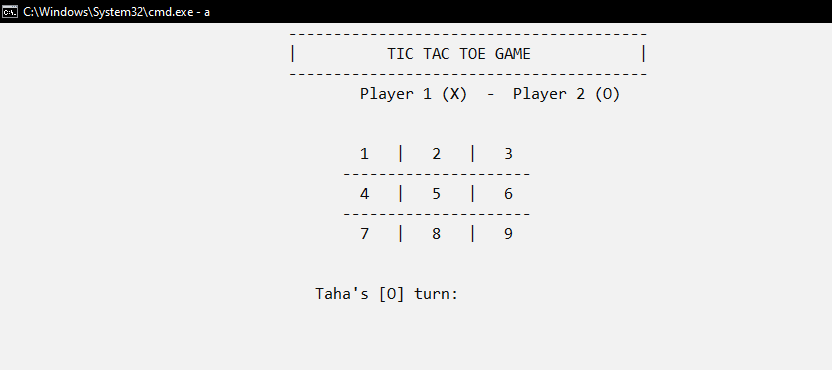 C:\Windows\System32\cmd.exe - a
----------------------------------------
| TIC TAC TOE GAME |
----------------------------------------
Player 1 (X) - Player 2 (O)
1 | 2 | 3
---------------------
4 | 5 | 6
---------------------
7 | 8 | 9
Taha's [O] turn: